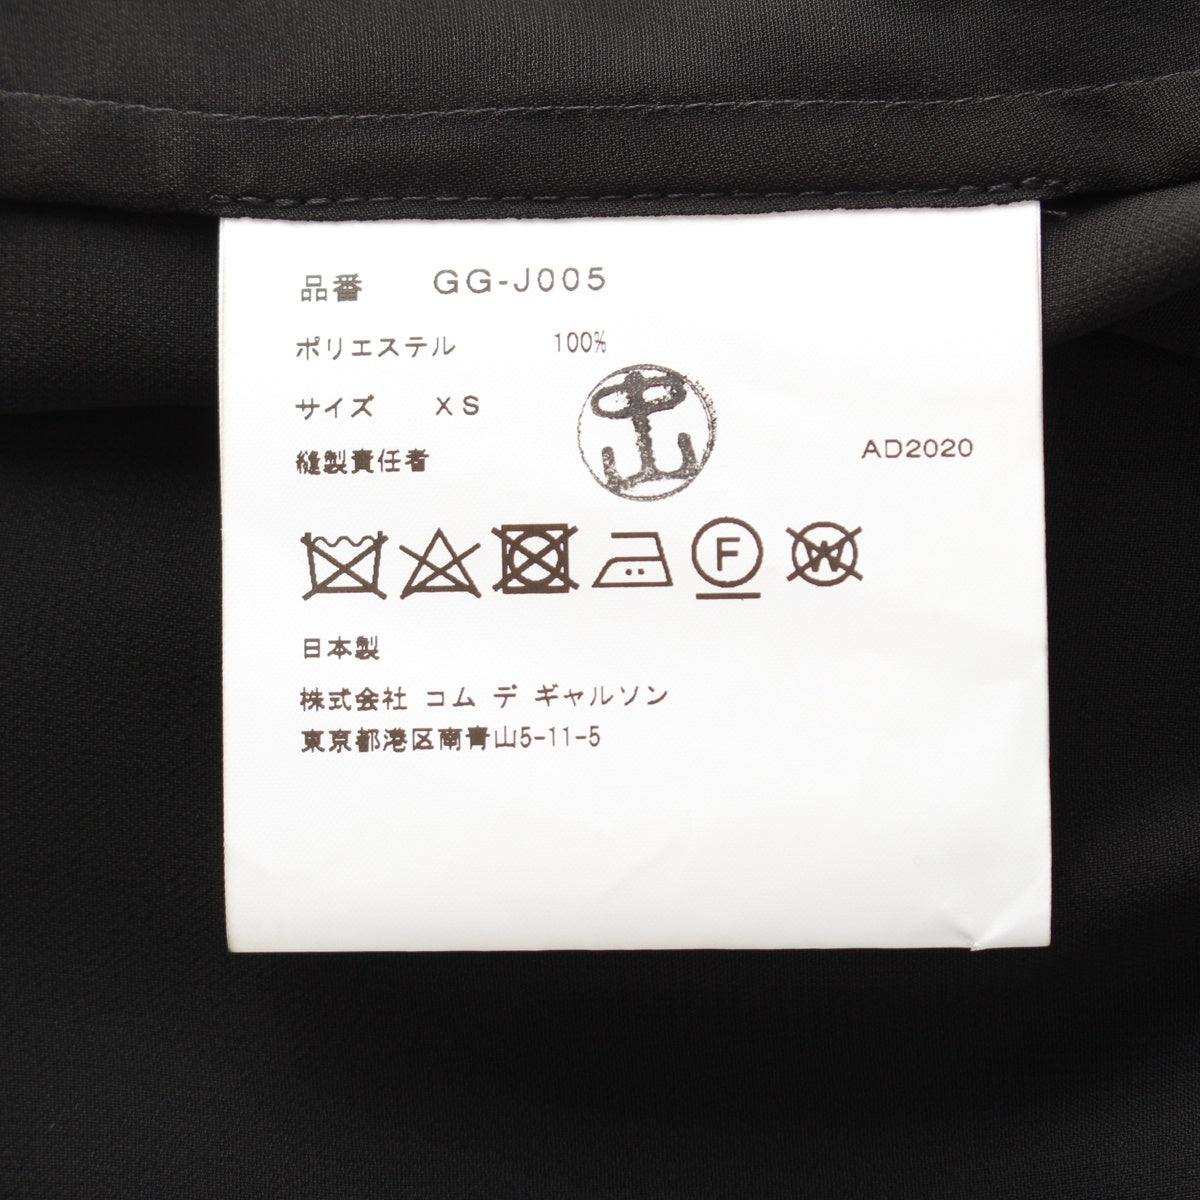 品番 GG-J005
ポリエステル 100%
サイズ XS
中山
縫製責任者
AD2020
F
W
日本製
株式会社 コム デ ギャルソン
東京都港区南青山5-11-5